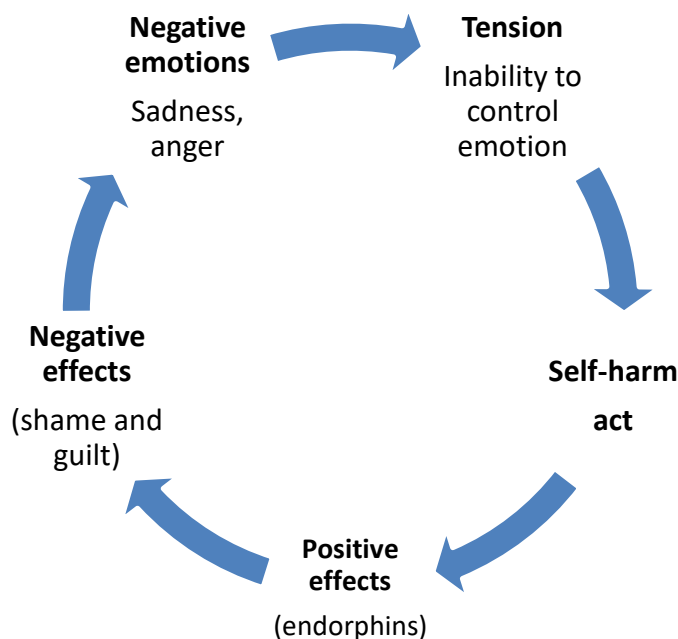 Negative
emotions
Sadness,
anger
Tension
Inability to
control
emotion
Self-harm
act
Positive
effects
(endorphins)
Negative
effects
(shame and
guilt)